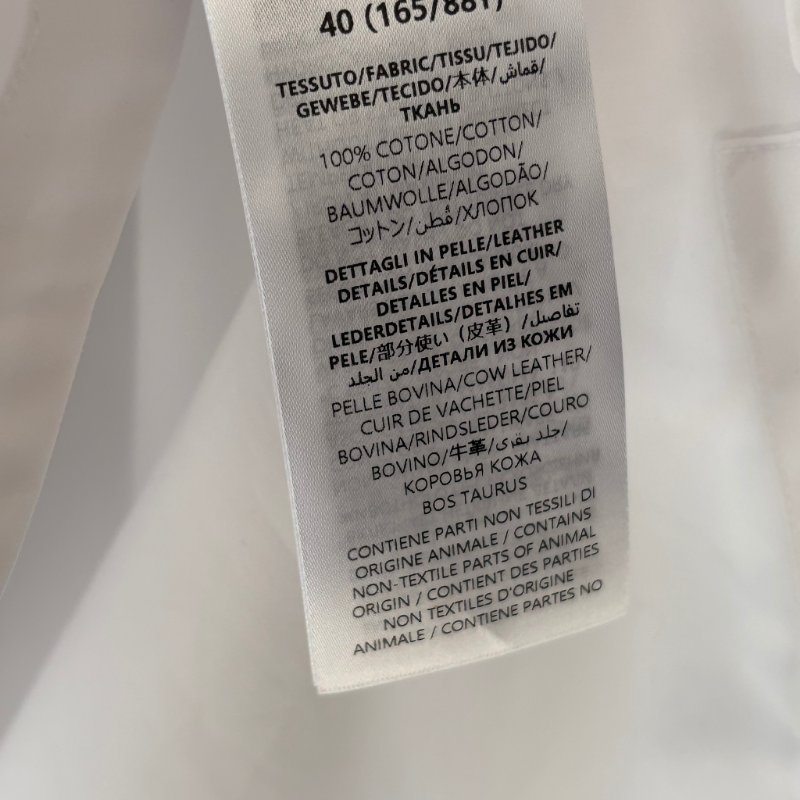 40 (165/88Y)
TESSUTO/FABRIC/TISSU/TEJIDO/
GEWEBE/TECIDO/本体/قماش/
ТКАНЬ
100% COTONE/COTTON/
COTON/ALGODON/
BAUMWOLLE/ALGODÃO/
コットン/قُطن/ХЛОПОК
DETTAGLI IN PELLE/LEATHER
DETAILS/DÉTAILS EN CUIR/
DETALLES EN PIEL/
LEDERDETAILS/DETALHES EM
PELE/部分使い（皮革）/تفاصيل
من الجلد/ДЕТАЛИ ИЗ КОЖИ
PELLE BOVINA/COW LEATHER/
CUIR DE VACHETTE/PIEL
BOVINA/RINDSLEDER/COURO
BOVINO/牛革/جلد بقري/
КОРОВЬЯ КОЖА
BOS TAURUS
CONTIENE PARTI NON TESSILI DI
ORIGINE ANIMALE / CONTAINS
NON-TEXTILE PARTS OF ANIMAL
ORIGIN / CONTIENT DES PARTIES
NON TEXTILES D'ORIGINE
ANIMALE / CONTIENE PARTES NO